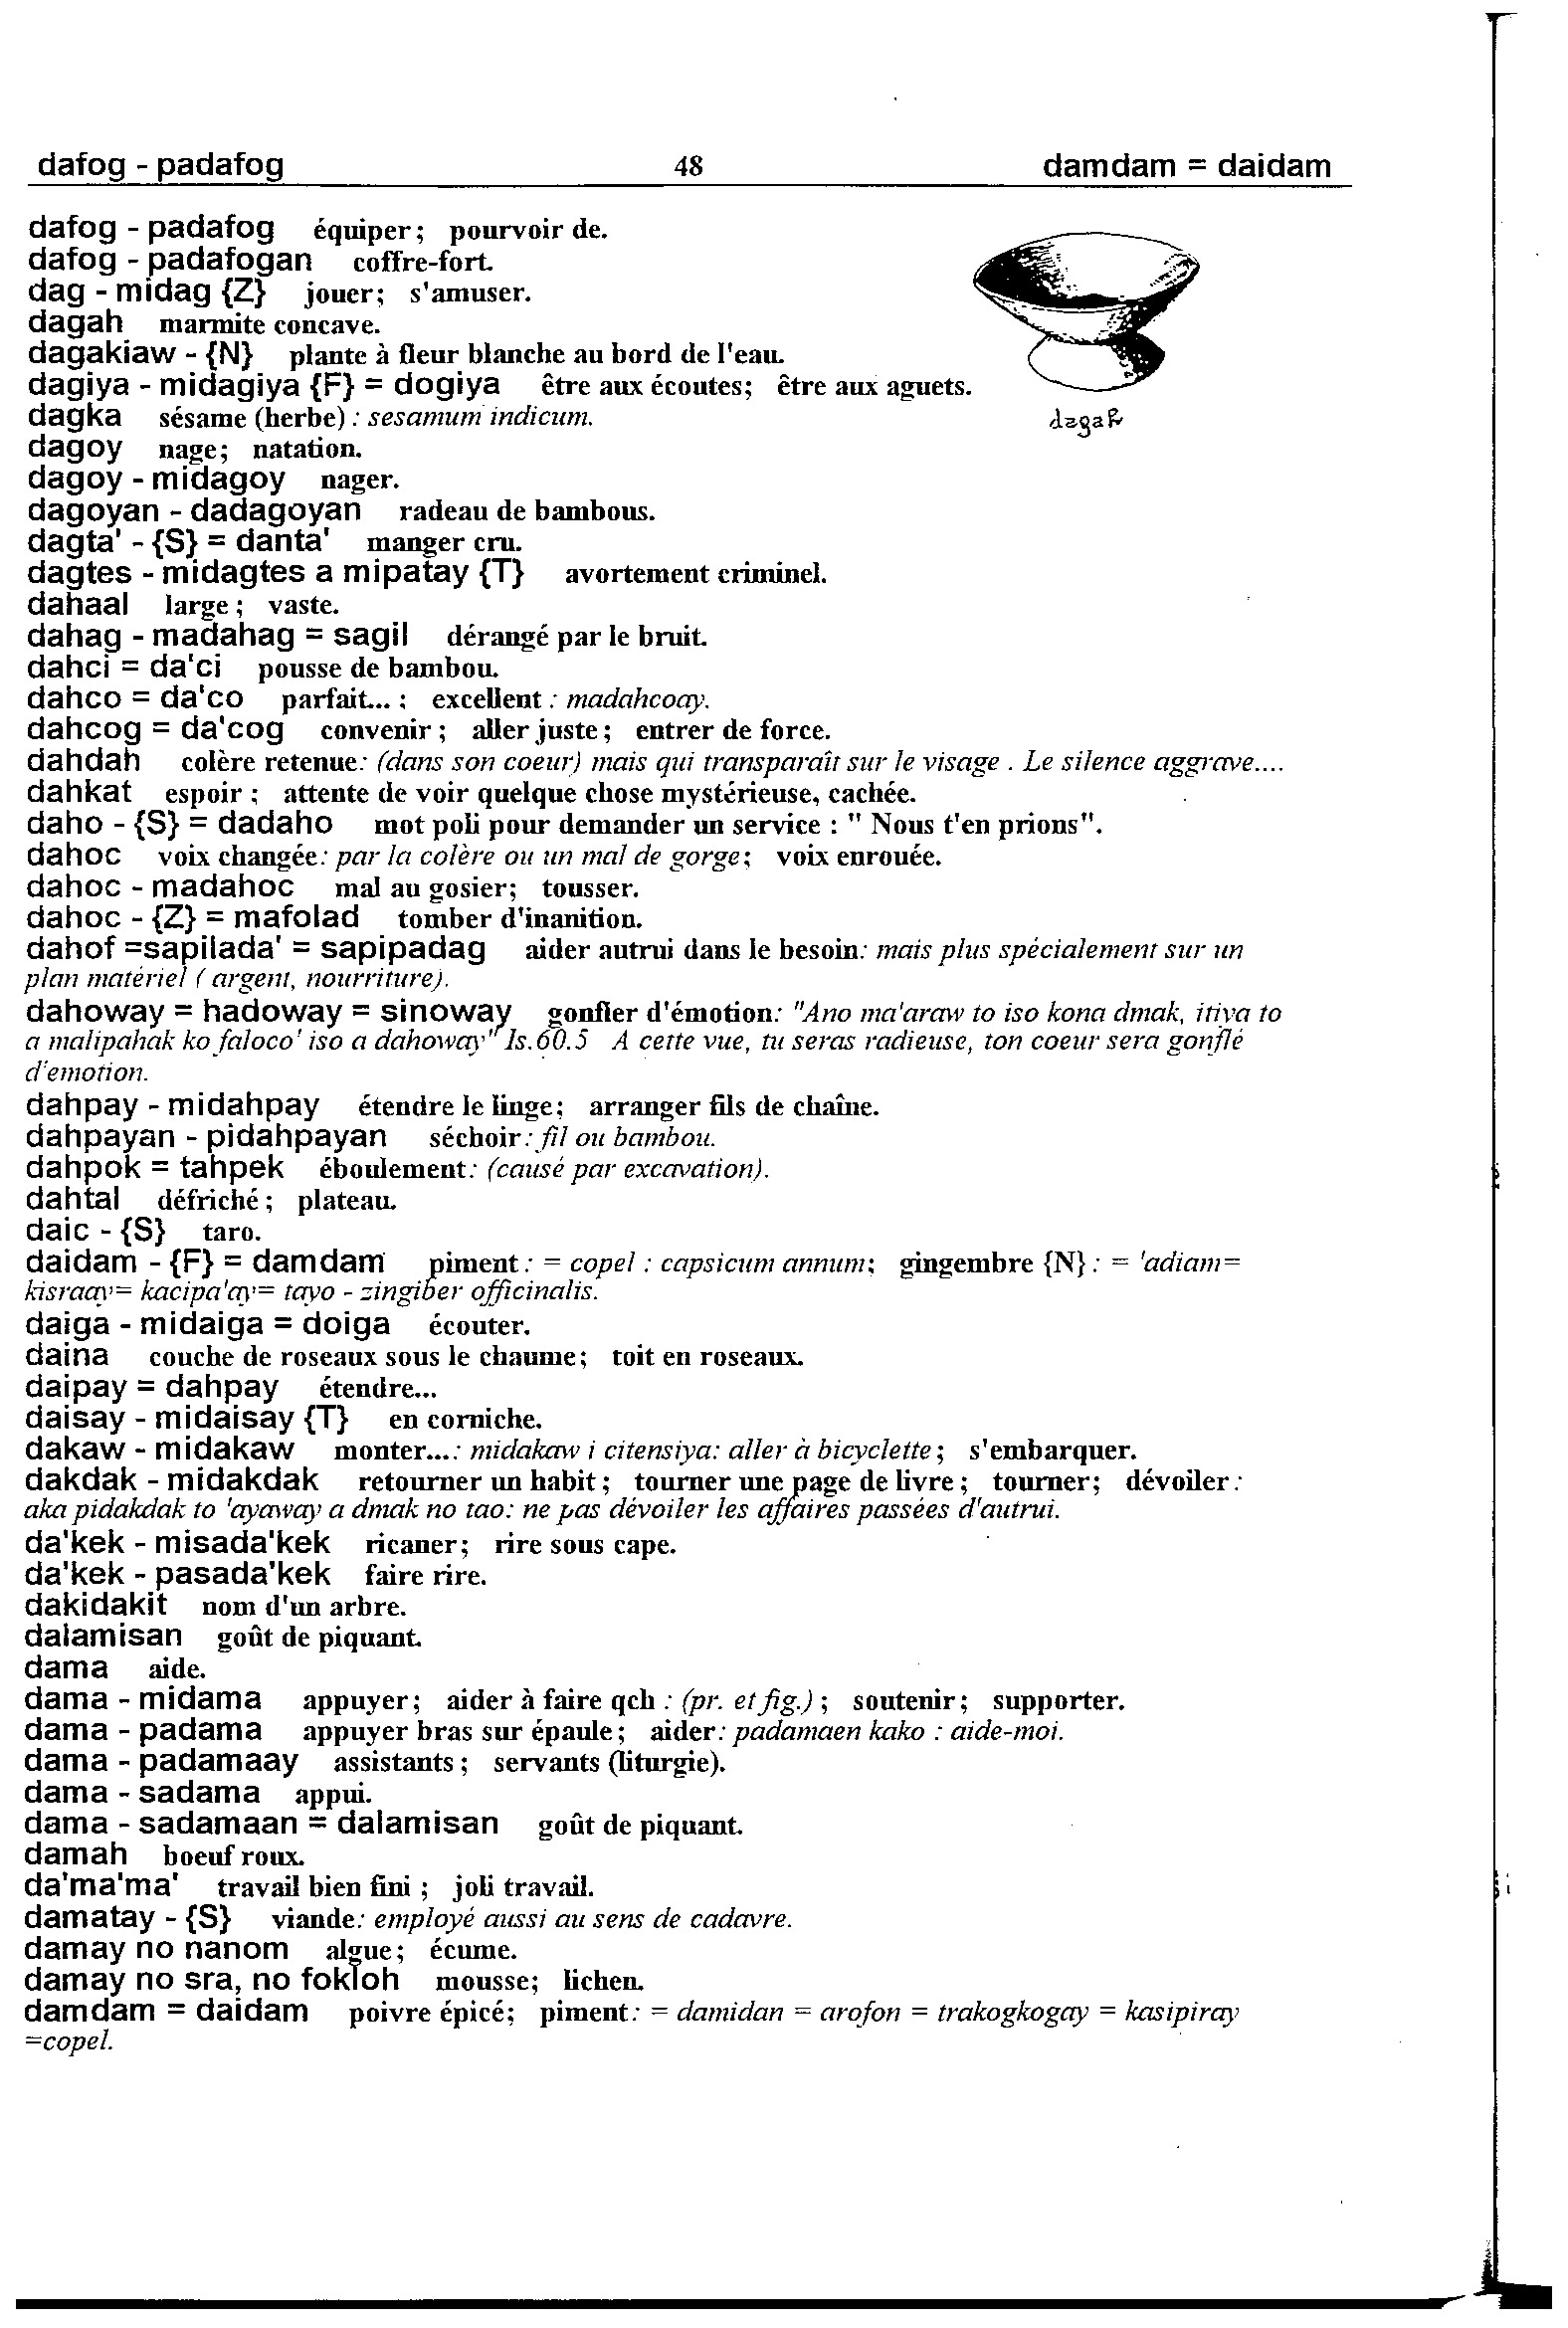 dafog - padafog 48 damdam = daidam
dafog - padafog équiper; pourvoir de.
dafog - padafogan coffre-fort.
dag - midag {Z} jouer; s'amuser.
dagah marmite concave.
dagakiaw - {N} plante à fleur blanche au bord de l'eau.
dagiya - midagiya {F} = dogiya être aux écoutes; être aux aguets.
dagka sésame (herbe) : sesamum indicum.
dagah
dagoy nage; natation.
dagoy - midagoy nager.
dagoyan - dadagoyan radeau de bambous.
dagta' - {S} = danta' manger cru.
dagtes - midagtes a mipatay {T} avortement criminel.
dahaal large; vaste.
dahag - madahag = sagil dérangé par le bruit.
dahci = da'ci pousse de bambou.
dahco = da'co parfait... ; excellent : madahcoay.
dahcog = da'cog convenir ; aller juste; entrer de force.
dahdah colère retenue: (dans son coeur) mais qui transparaît sur le visage . Le silence aggrave....
dahkat espoir ; attente de voir quelque chose mystérieuse, cachée.
daho - {S} = dadaho mot poli pour demander un service : " Nous t'en prions".
dahoc voix changée: par la colère ou un mal de gorge; voix enrouée.
dahoc - madahoc mal au gosier; tousser.
dahoc - {Z} = mafolad tomber d'inanition.
dahof =sapilada' = sapipadag aider autrui dans le besoin: mais plus spécialement sur un
plan matériel ( argent, nourriture).
dahoway = hadoway = sinoway gonfler d'émotion: "Ano ma'araw to iso kona dmak, itiya to
a malipahak ko faloco' iso a dahoway" Is.60.5 A cette vue, tu seras radieuse, ton coeur sera gonflé
d'émotion.
dahpay - midahpay étendre le linge; arranger fils de chaîne.
dahpayan - pidahpayan séchoir: fil ou bambou.
dahpok = tahpek éboulement: (causé par excavation).
dahtal défriché ; plateau.
daic - {S} taro.
daidam - {F} = damdam piment : = copel : capsicum annum; gingembre {N} : = 'adiam=
kisraay= kacipa'ay= tayo - zingiber officinalis.
daiga - midaiga = doiga écouter.
daina couche de roseaux sous le chaume; toit en roseaux.
daipay = dahpay étendre...
daisay - midaisay {T} en corniche.
dakaw - midakaw monter...: midakaw i citensiya: aller à bicyclette ; s'embarquer.
dakdak - midakdak retourner un habit ; tourner une page de livre ; tourner; dévoiler :
aka pidakdak to 'ayaway a dmak no tao: ne pas dévoiler les affaires passées d'autrui.
da'kek - misada'kek ricaner; rire sous cape.
da'kek - pasada'kek faire rire.
dakidakit nom d'un arbre.
dalamisan goût de piquant.
dama aide.
dama - midama appuyer; aider à faire qch : (pr. et fig.) ; soutenir; supporter.
dama - padama appuyer bras sur épaule ; aider: padamaen kako : aide-moi.
dama - padamaay assistants ; servants (liturgie).
dama - sadama appui.
dama - sadamaan = dalamisan goût de piquant.
damah boeuf roux.
da'ma'ma' travail bien fini ; joli travail.
damatay - {S} viande: employé aussi au sens de cadavre.
damay no nanom algue; écume.
damay no sra, no fokloh mousse; lichen.
damdam = daidam poivre épicé; piment: = damidan = arofon = trakogkogay = kasipiray
=copel.